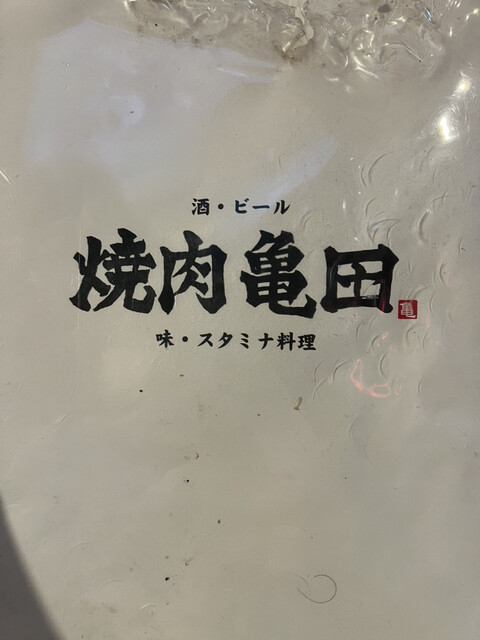 酒・ビール
焼肉亀田
亀
味・スタミナ料理